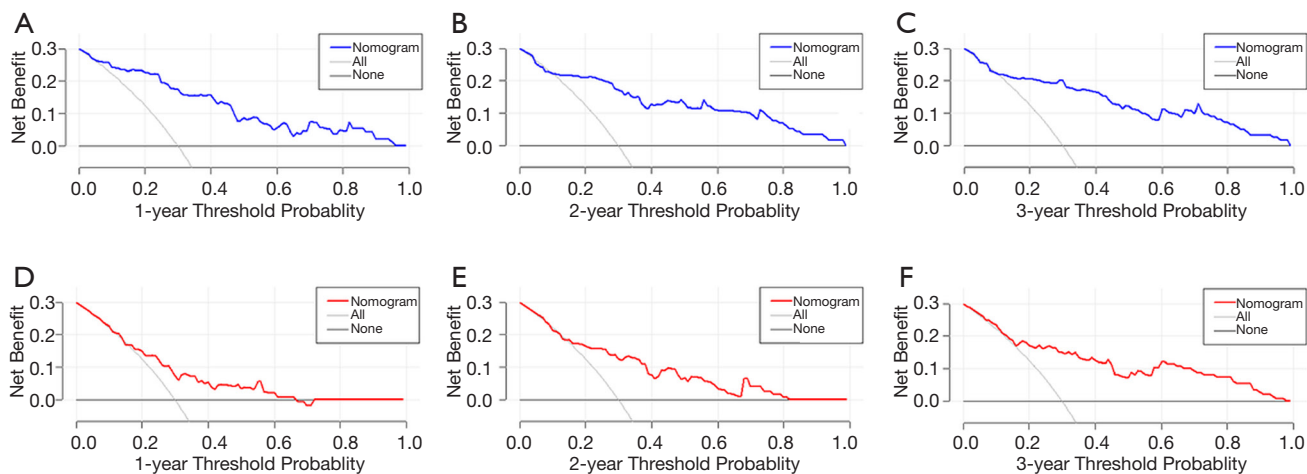 A
Net Benefit
0.3
0.2
0.1
0.0
Nomogram
All
None
0.0 0.2 0.4 0.6 0.8 1.0
1-year Threshold Probablity
B
Net Benefit
0.3
0.2
0.1
0.0
Nomogram
All
None
0.0 0.2 0.4 0.6 0.8 1.0
2-year Threshold Probablity
C
Net Benefit
0.3
0.2
0.1
0.0
Nomogram
All
None
0.0 0.2 0.4 0.6 0.8 1.0
3-year Threshold Probablity
D
Net Benefit
0.3
0.2
0.1
0.0
Nomogram
All
None
0.0 0.2 0.4 0.6 0.8 1.0
1-year Threshold Probablity
E
Net Benefit
0.3
0.2
0.1
0.0
Nomogram
All
None
0.0 0.2 0.4 0.6 0.8 1.0
2-year Threshold Probablity
F
Net Benefit
0.3
0.2
0.1
0.0
Nomogram
All
None
0.0 0.2 0.4 0.6 0.8 1.0
3-year Threshold Probablity